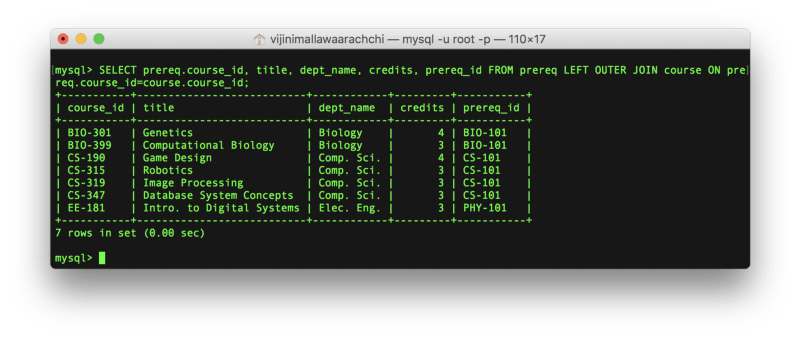 vijinimallawaarachchi — mysql -u root -p — 110×17
[mysql> SELECT prereq.course_id, title, dept_name, credits, prereq_id FROM prereq LEFT OUTER JOIN course ON pre]
req.course_id=course.course_id;
+-----------+----------------------------+------------+---------+-----------+
| course_id | title                      | dept_name  | credits | prereq_id |
+-----------+----------------------------+------------+---------+-----------+
| BIO-301   | Genetics                   | Biology    |       4 | BIO-101   |
| BIO-399   | Computational Biology      | Biology    |       3 | BIO-101   |
| CS-190    | Game Design                | Comp. Sci. |       4 | CS-101    |
| CS-315    | Robotics                   | Comp. Sci. |       3 | CS-101    |
| CS-319    | Image Processing           | Comp. Sci. |       3 | CS-101    |
| CS-347    | Database System Concepts   | Comp. Sci. |       3 | CS-101    |
| EE-181    | Intro. to Digital Systems  | Elec. Eng. |       3 | PHY-101   |
+-----------+----------------------------+------------+---------+-----------+
7 rows in set (0.00 sec)
mysql>